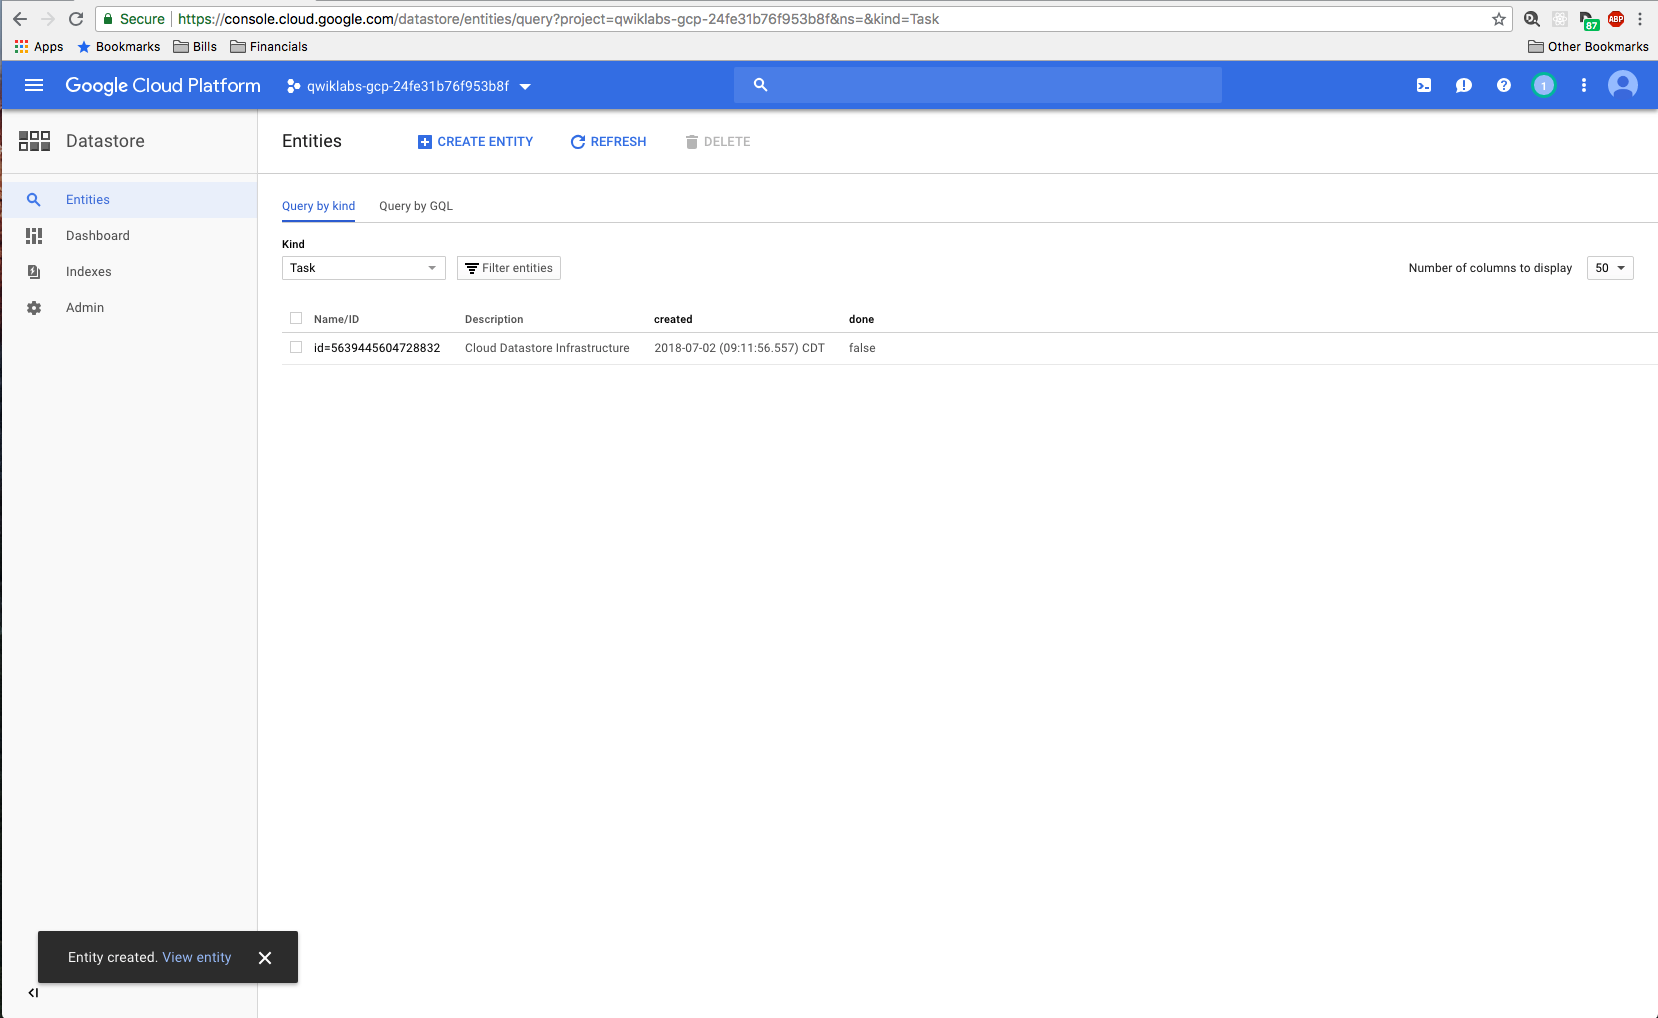 Secure https://console.cloud.google.com/datastore/entities/query?project=qwiklabs-gcp-24fe31b76f953b8f&ns=&kind=Task
87 ABP
Apps Bookmarks Bills Financials Other Bookmarks
Google Cloud Platform qwiklabs-gcp-24fe31b76f953b8f 1
Datastore
Entities CREATE ENTITY REFRESH DELETE
Entities
Dashboard
Indexes
Admin
Query by kind Query by GQL
Kind
Task Filter entities Number of columns to display 50
Name/ID Description created done
id=5639445604728832 Cloud Datastore Infrastructure 2018-07-02 (09:11:56.557) CDT false
Entity created. View entity